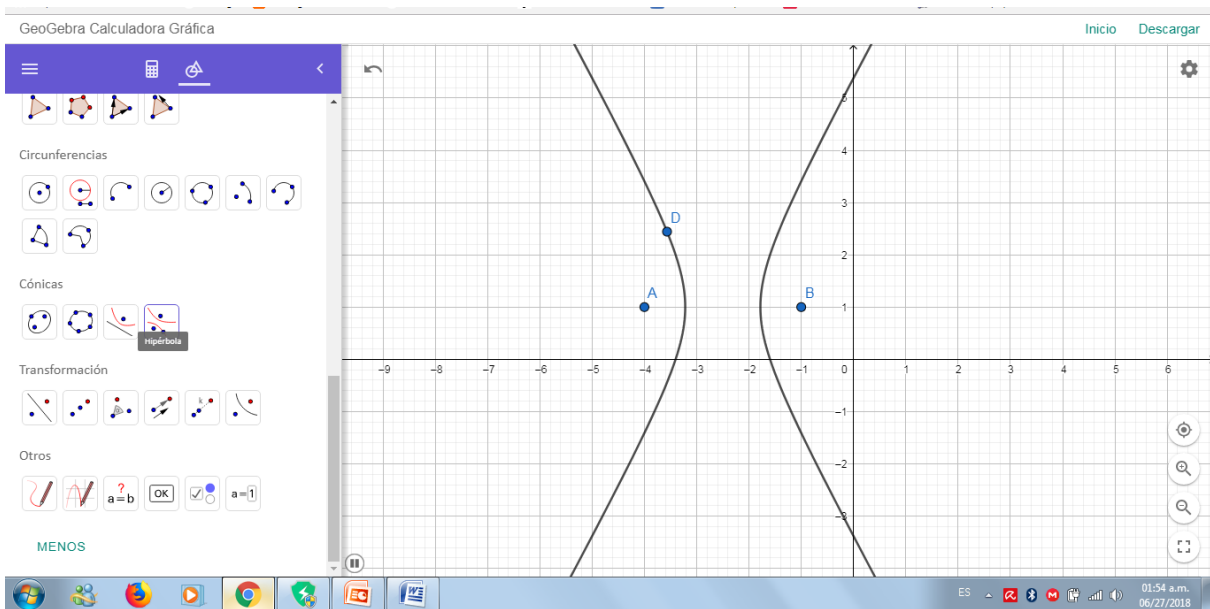 GeoGebra Calculadora Gráfica Inicio Descargar
Circunferencias
Cónicas
Hipérbola
Transformación
Otros
?
a=b OK a=1
MENOS
5
4
3
D
2
A B
1
-9 -8 -7 -6 -5 -4 -3 -2 -1 0 1 2 3 4 5 6
-1
-2
-3
ES 01:54 a.m.
06/27/2018